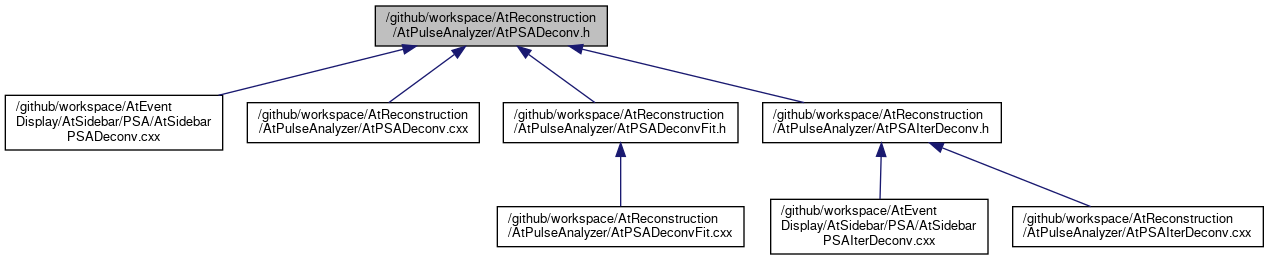 /github/workspace/AtReconstruction
/AtPulseAnalyzer/AtPSADeconv.h
/github/workspace/AtEvent
Display/AtSidebar/PSA/AtSidebar
PSADeconv.cxx
/github/workspace/AtReconstruction
/AtPulseAnalyzer/AtPSADeconv.cxx
/github/workspace/AtReconstruction
/AtPulseAnalyzer/AtPSADeconvFit.h
/github/workspace/AtReconstruction
/AtPulseAnalyzer/AtPSAIterDeconv.h
/github/workspace/AtReconstruction
/AtPulseAnalyzer/AtPSADeconvFit.cxx
/github/workspace/AtEvent
Display/AtSidebar/PSA/AtSidebar
PSAIterDeconv.cxx
/github/workspace/AtReconstruction
/AtPulseAnalyzer/AtPSAIterDeconv.cxx